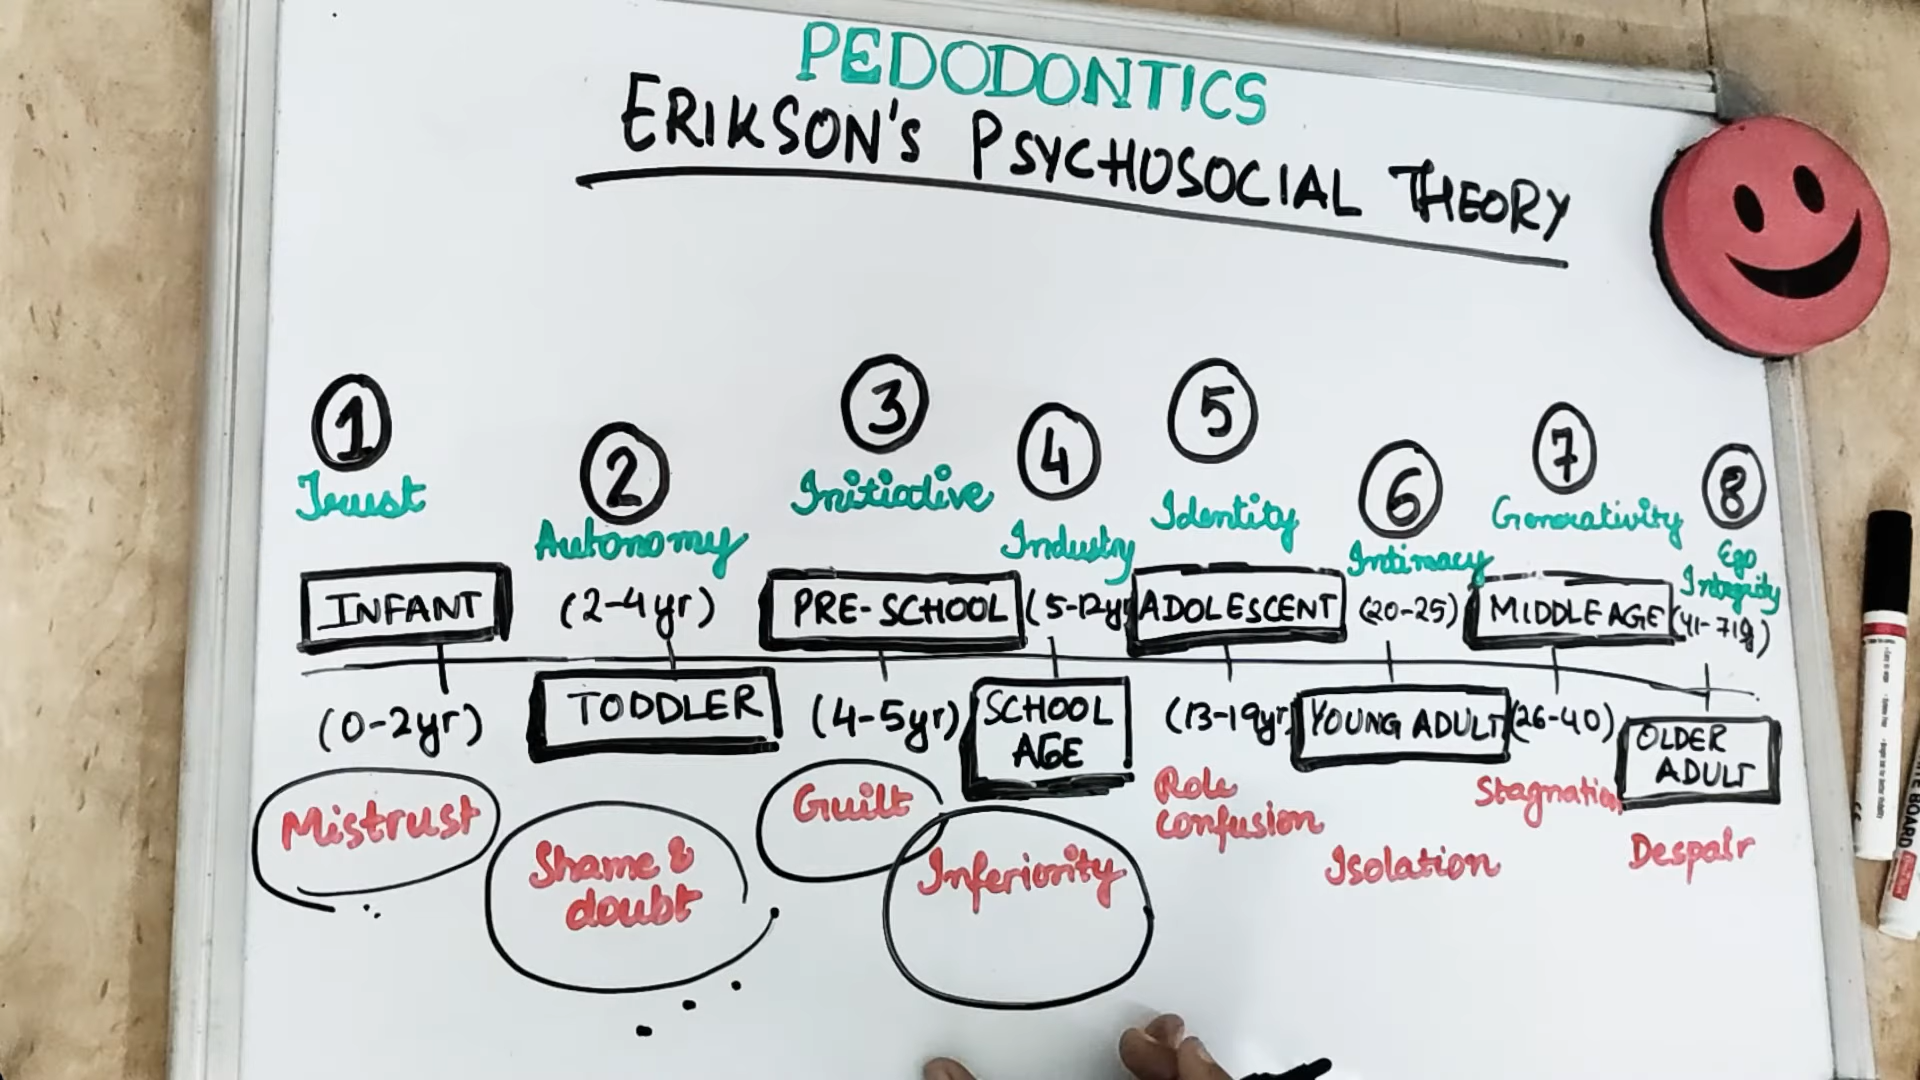 PEDODONTICS
ERIKSON'S PSYCHOSOCIAL THEORY
1
Trust
INFANT
(0-2yr)
Mistrust
2
Autonomy
(2-4yr)
TODDLER
Shame &
doubt
3
Initiative
PRE-SCHOOL
(4-5yr)
Guilt
4
Industry
(5-12yr
SCHOOL
AGE
Inferiority
5
Identity
ADOLESCENT
(13-19yr
Role
confusion
6
Intimacy
(20-25)
YOUNG ADULT
Isolation
7
Generativity
MIDDLE AGE
(26-40)
Stagnation
8
Ego
Integrity
OLDER
ADULT
Despair